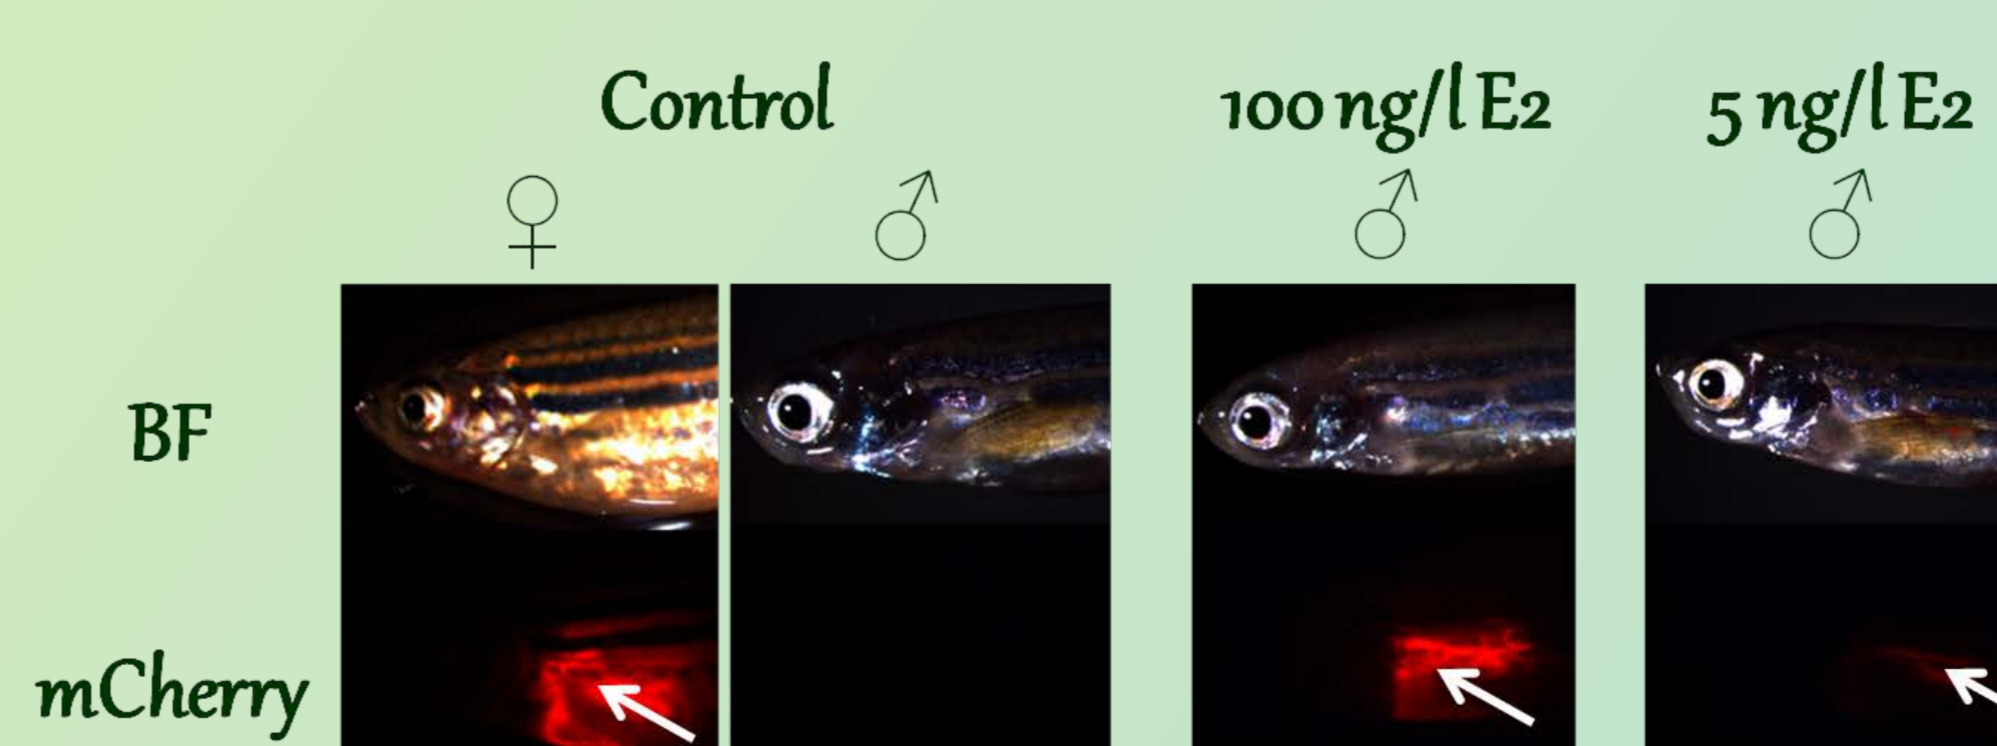 Control 100 ng/l E2 5 ng/l E2
♀ ♂ ♂ ♂
BF
mCherry